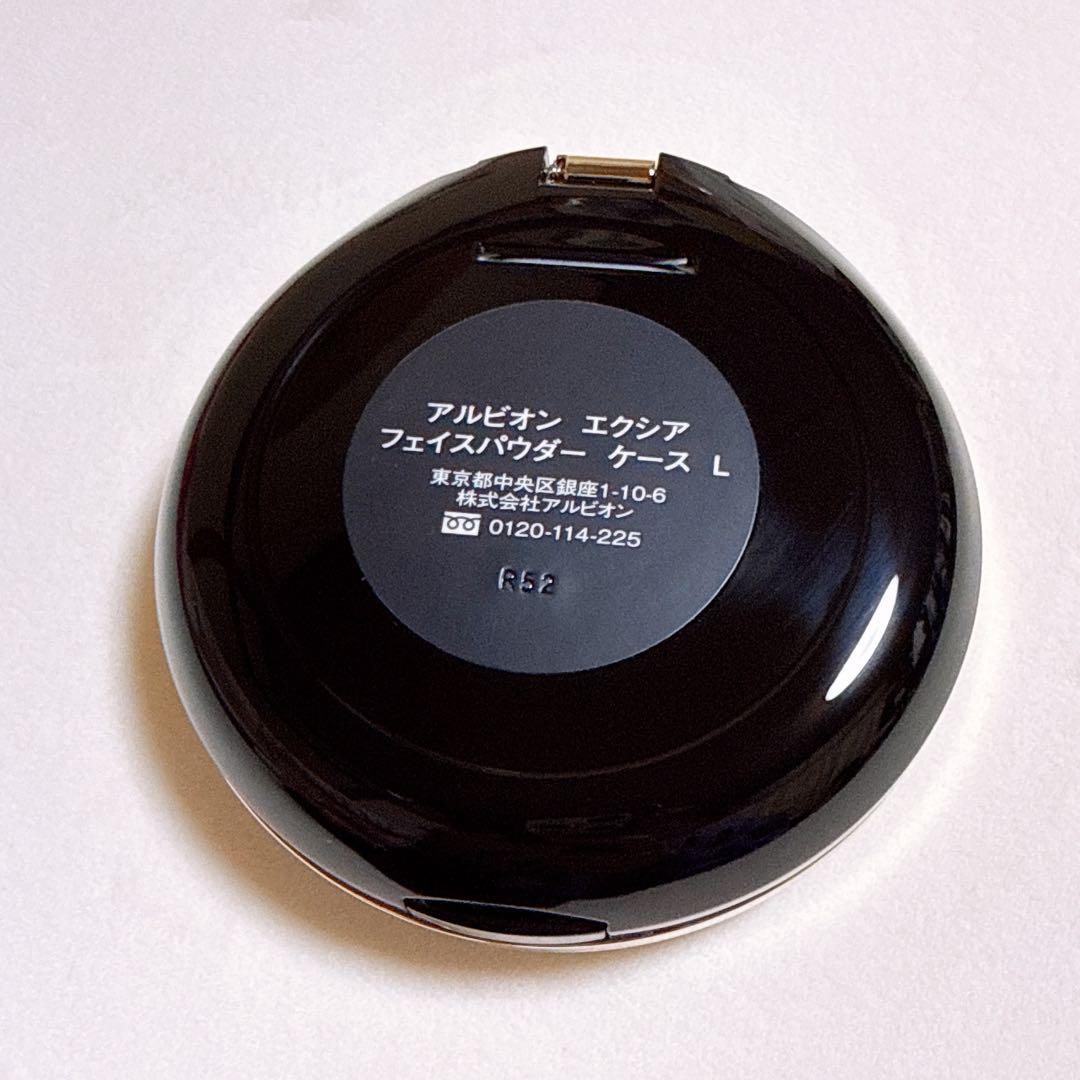 アルビオン エクシア
フェイスパウダー ケース L
東京都中央区銀座1-10-6
株式会社アルビオン
0120-114-225
R52